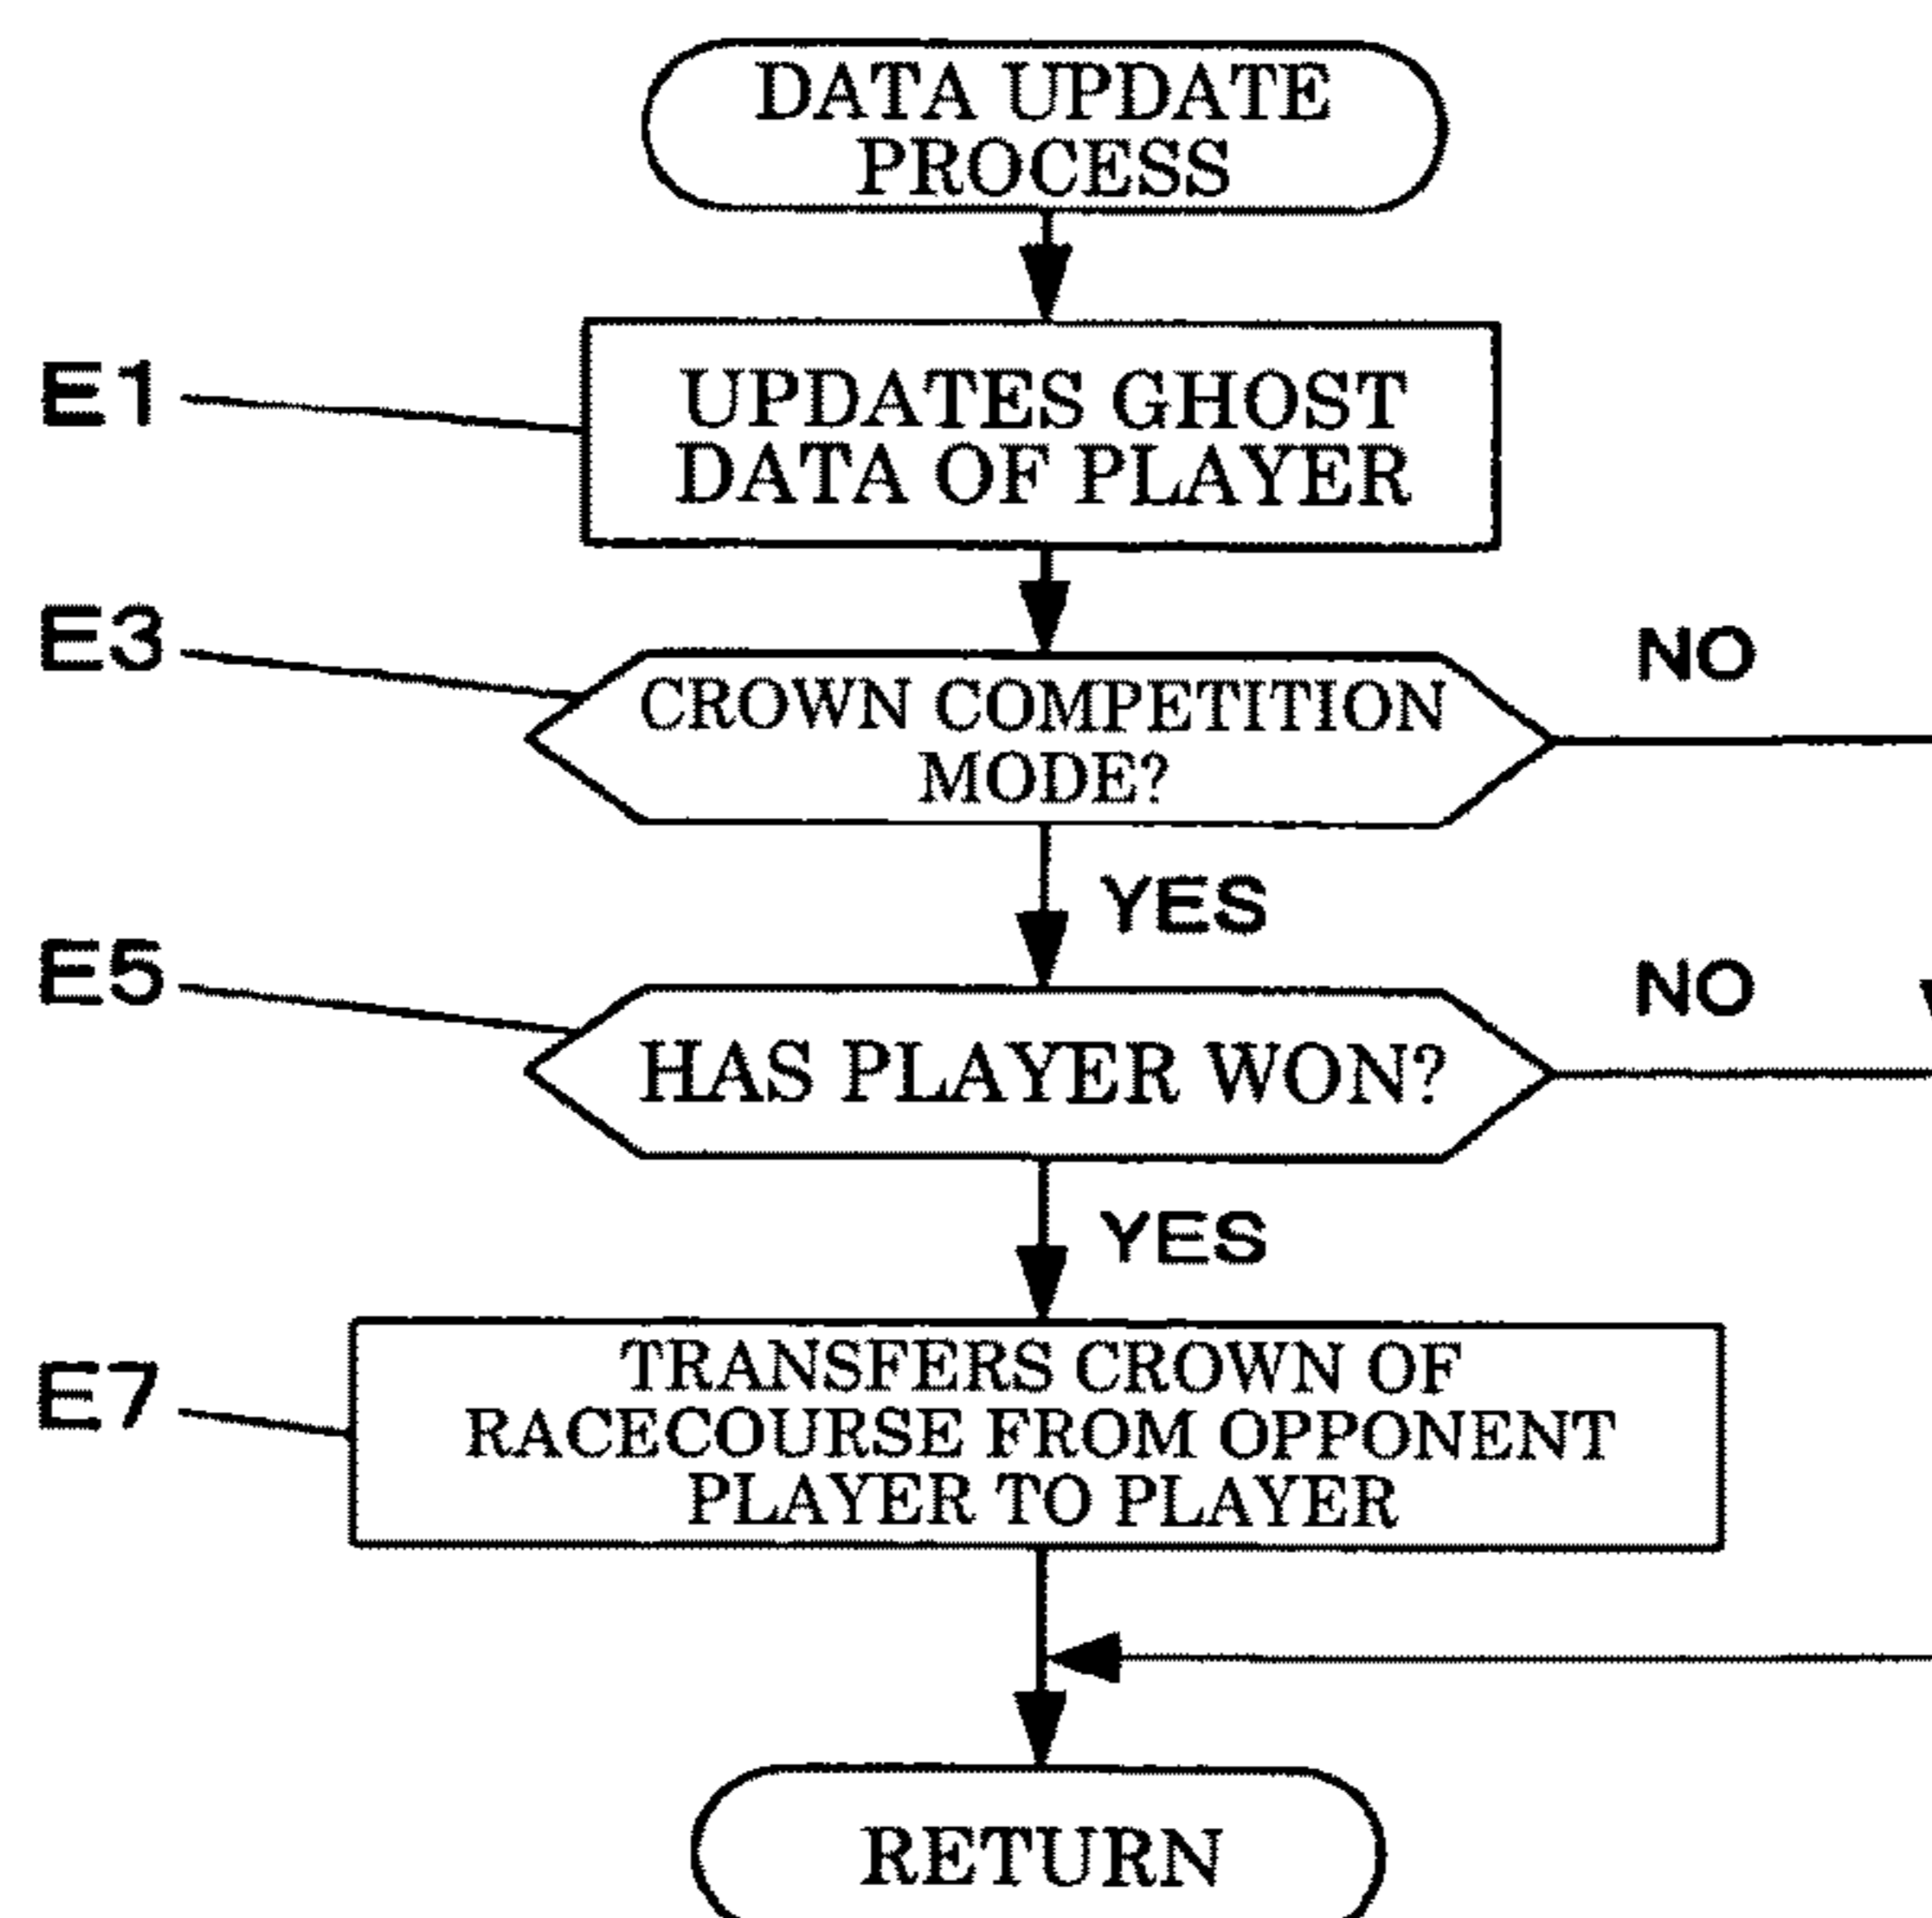 DATA UPDATE
PROCESS
E1
UPDATES GHOST
DATA OF PLAYER
E3
CROWN COMPETITION
MODE?
NO
YES
E5
HAS PLAYER WON?
NO
YES
E7
TRANSFERS CROWN OF
RACECOURSE FROM OPPONENT
PLAYER TO PLAYER
RETURN